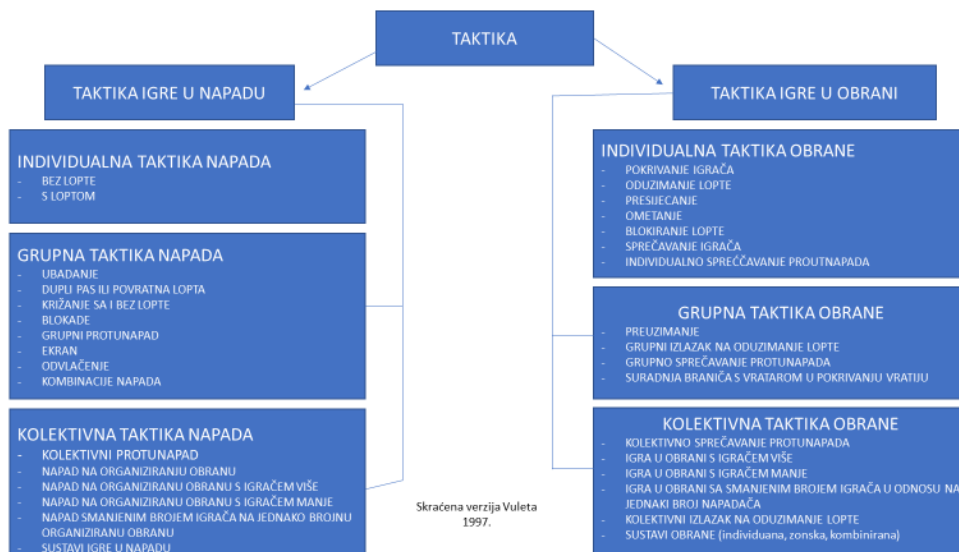 TAKTIKA
TAKTIKA IGRE U NAPADU
INDIVIDUALNA TAKTIKA NAPADA
- BEZ LOPTE
- S LOPTOM
GRUPNA TAKTIKA NAPADA
- UBADANJE
- DUPLI PAS ILI POVRATNA LOPTA
- KRIŽANJE SA I BEZ LOPTE
- BLOKADE
- GRUPNI PROTUNAPAD
- EKRAN
- ODVLAČENJE
- KOMBINACIJE NAPADA
KOLEKTIVNA TAKTIKA NAPADA
- KOLEKTIVNI PROTUNAPAD
- NAPAD NA ORGANIZIRANJU OBRANU
- NAPAD NA ORGANIZIRANU OBRANU S IGRAČEM VIŠE
- NAPAD NA ORGANIZIRANU OBRANU S IGRAČEM MANJE
- NAPAD SMANJENIM BROJEM IGRAČA NA JEDNAKO BROJNU
ORGANIZIRANU OBRANU
- SUSTAVI IGRE U NAPADU
TAKTIKA IGRE U OBRANI
INDIVIDUALNA TAKTIKA OBRANE
- POKRIVANJE IGRAČA
- ODUZIMANJE LOPTE
- PRESIJECANJE
- OMETANJE
- BLOKIRANJE LOPTE
- SPREČAVANJE IGRAČA
- INDIVIDUALNO SPREĆČAVANJE PROUTNAPADA
GRUPNA TAKTIKA OBRANE
- PREUZIMANJE
- GRUPNI IZLAZAK NA ODUZIMANJE LOPTE
- GRUPNO SPREČAVANJE PROTUNAPADA
- SURADNJA BRANIČA S VRATAROM U POKRIVANJU VRATIJU
KOLEKTIVNA TAKTIKA OBRANE
- KOLEKTIVNO SPREČAVANJE PROTUNAPADA
- IGRA U OBRANI S IGRAČEM VIŠE
- IGRA U OBRANI S IGRAČEM MANJE
- IGRA U OBRANI SA SMANJENIM BROJEM IGRAČA U ODNOSU NA
JEDNAKI BROJ NAPADAČA
- KOLEKTIVNI IZLAZAK NA ODUZIMANJE LOPTE
- SUSTAVI OBRANE (individuana, zonska, kombinirana)
Skraćena verzija Vuleta
1997.